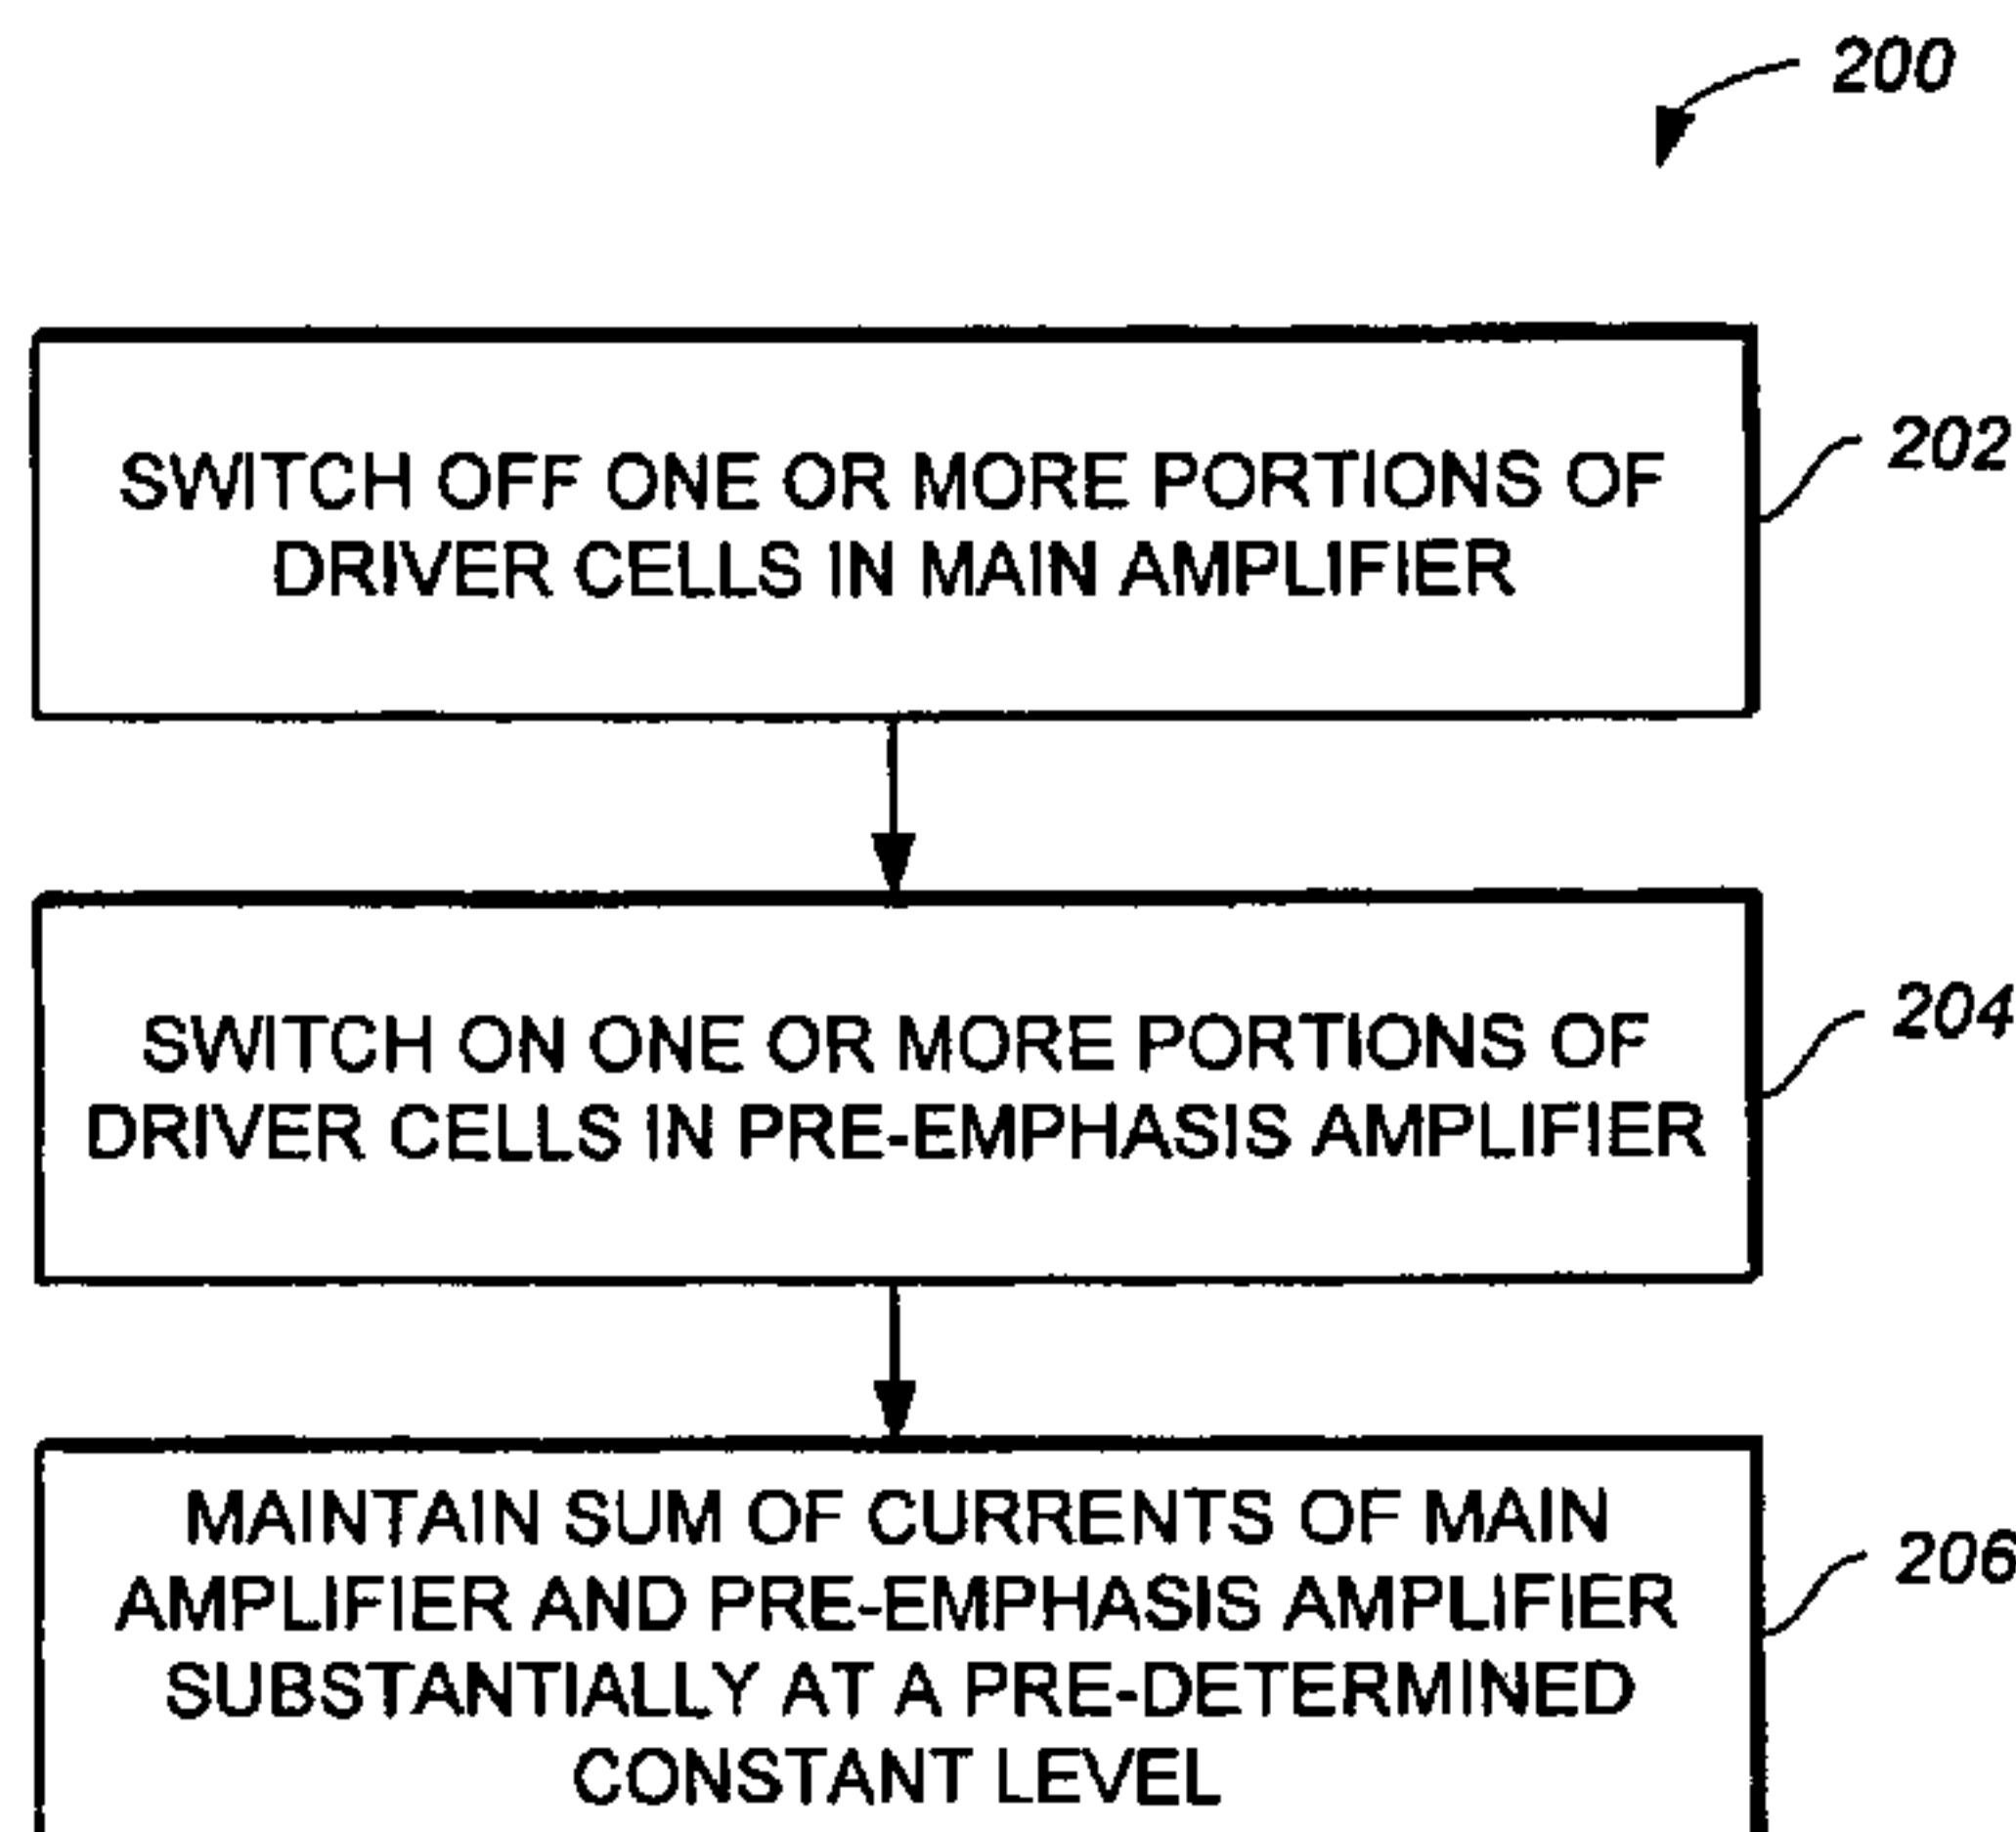 200
SWITCH OFF ONE OR MORE PORTIONS OF
DRIVER CELLS IN MAIN AMPLIFIER
202
SWITCH ON ONE OR MORE PORTIONS OF
DRIVER CELLS IN PRE-EMPHASIS AMPLIFIER
204
MAINTAIN SUM OF CURRENTS OF MAIN
AMPLIFIER AND PRE-EMPHASIS AMPLIFIER
SUBSTANTIALLY AT A PRE-DETERMINED
CONSTANT LEVEL
206